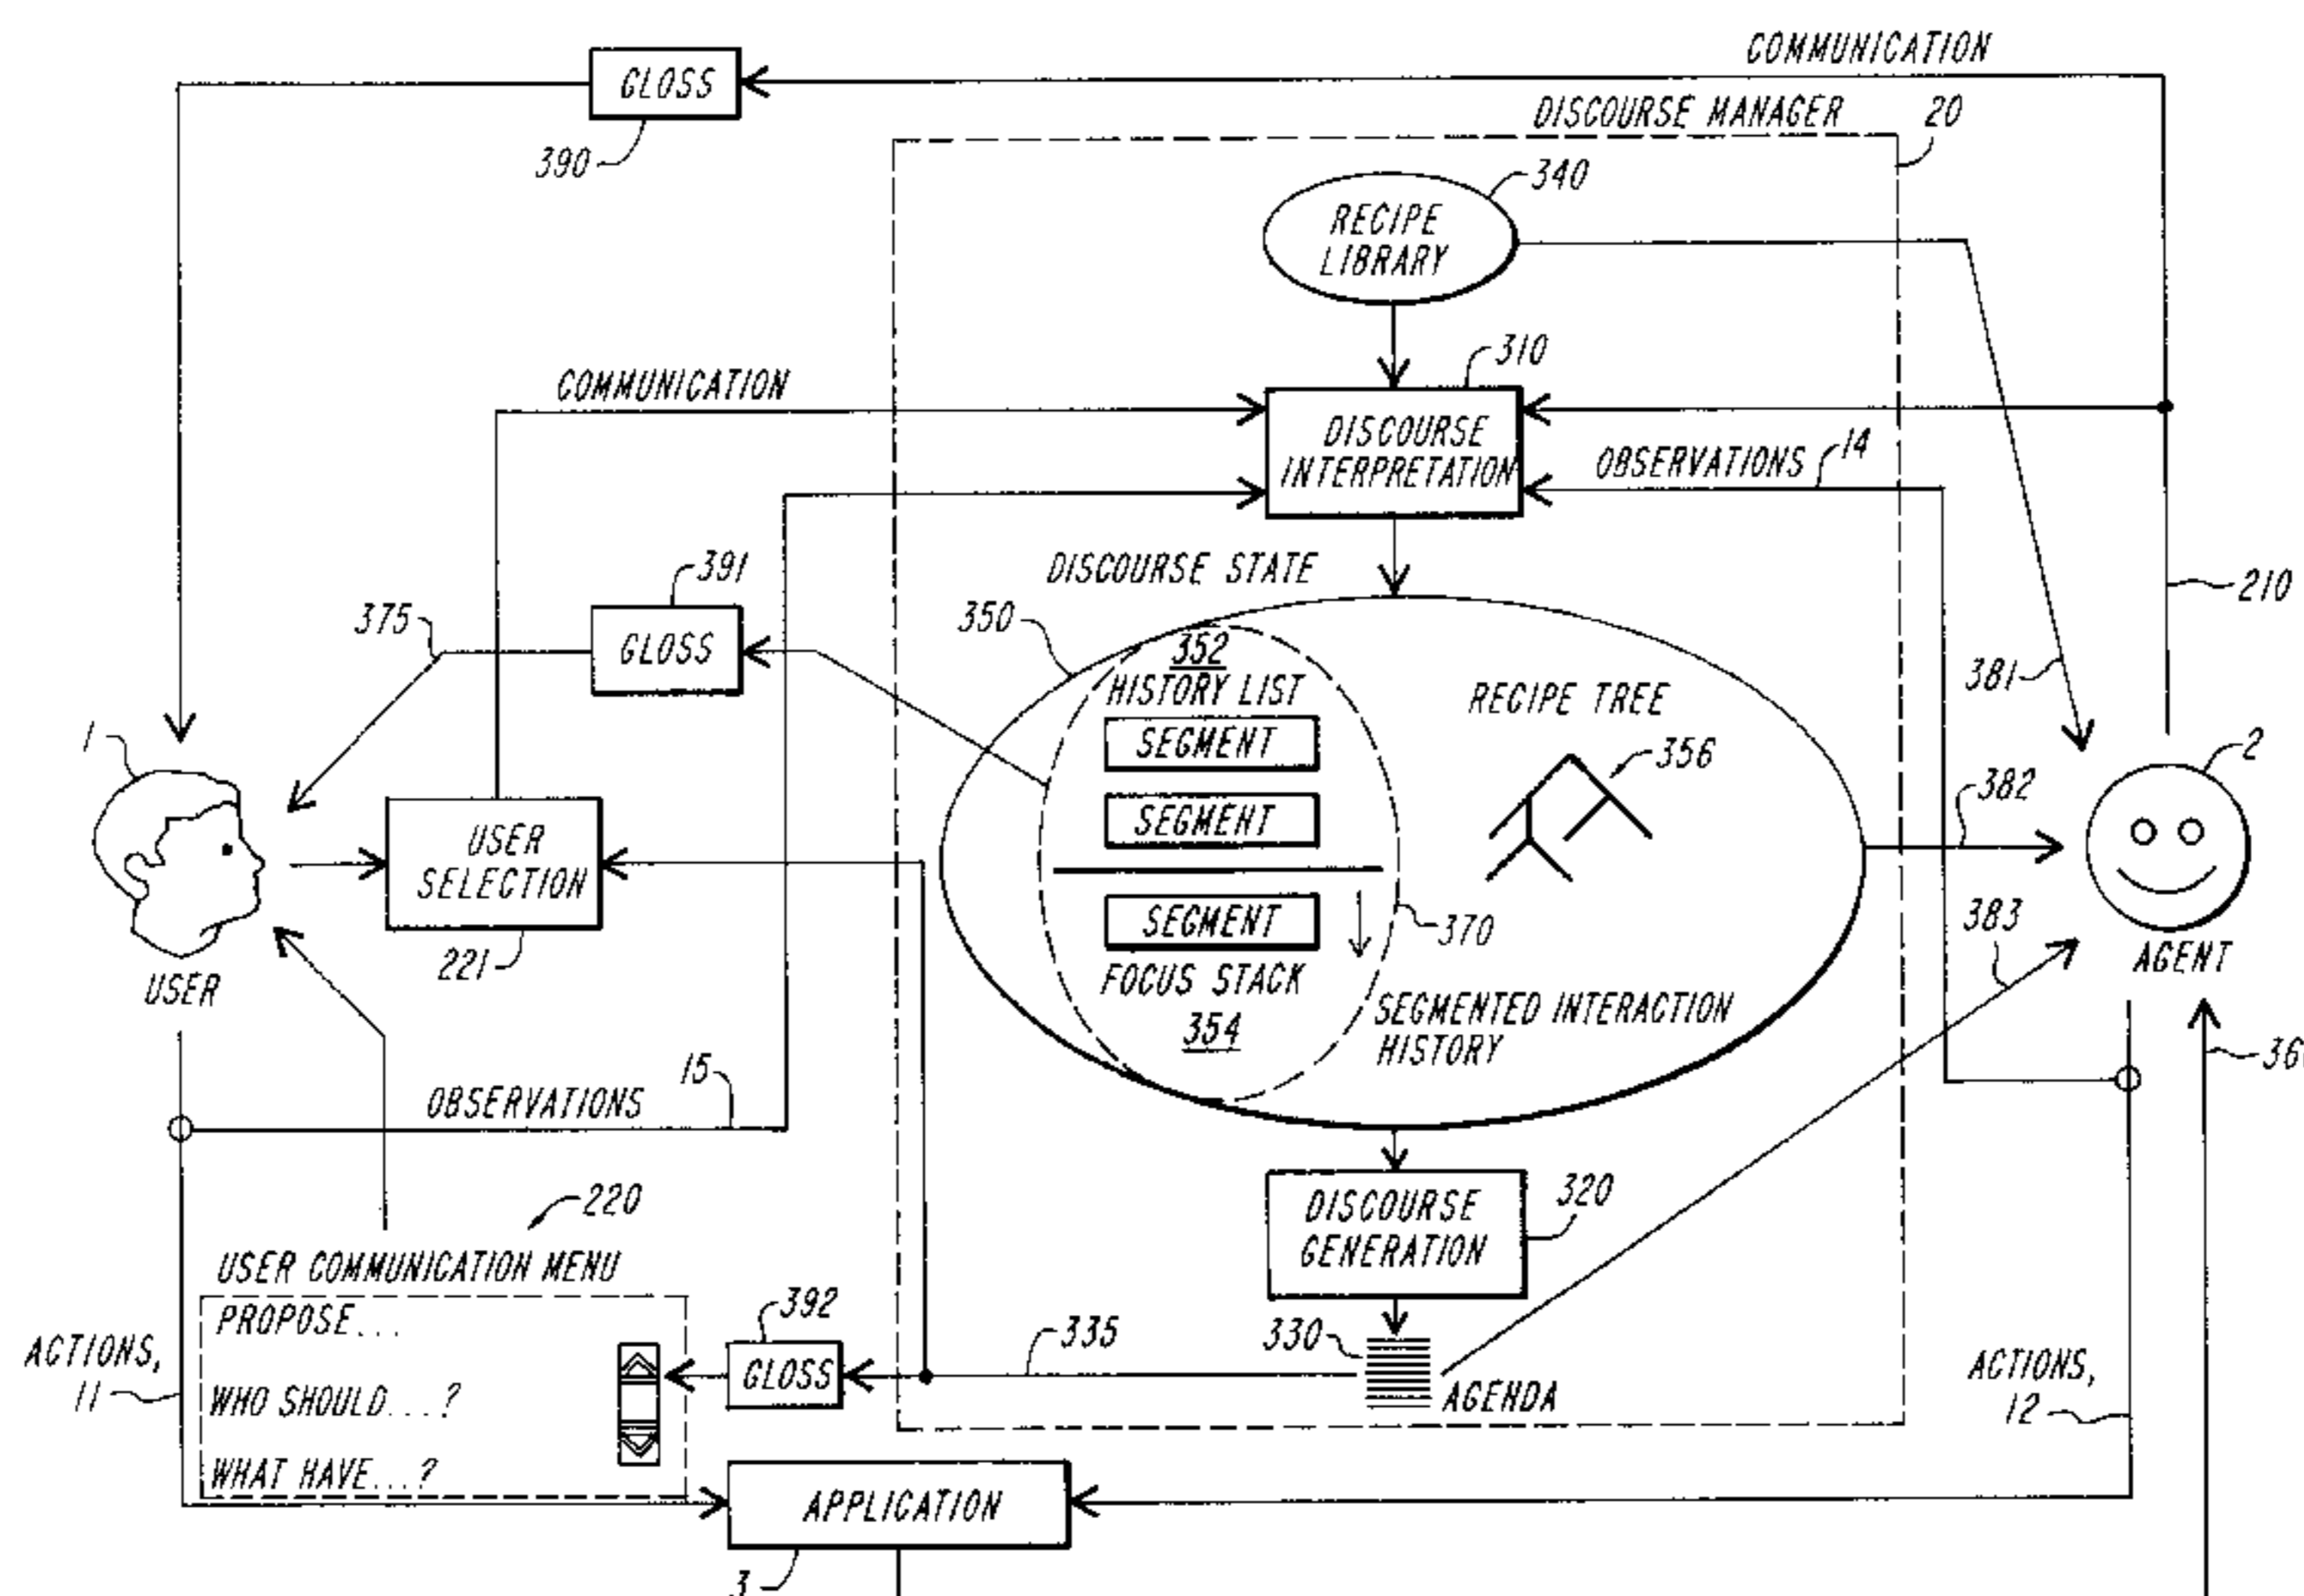 COMMUNICATION
GLOSS
390
DISCOURSE MANAGER
20
340
RECIPE
LIBRARY
310
COMMUNICATION
DISCOURSE
INTERPRETATION
OBSERVATIONS
14
391
DISCOURSE STATE
210
375
GLOSS
350
352
HISTORY LIST
RECIPE TREE
381
SEGMENT
356
1
2
SEGMENT
382
USER
SELECTION
SEGMENT
370
383
221
USER
FOCUS STACK
354
SEGMENTED INTERACTION
HISTORY
AGENT
15
OBSERVATIONS
220
DISCOURSE
GENERATION
320
USER COMMUNICATION MENU
PROPOSE...
392
335
330
ACTIONS,
11
GLOSS
AGENDA
ACTIONS,
12
WHO SHOULD...?
WHAT HAVE...?
APPLICATION
3